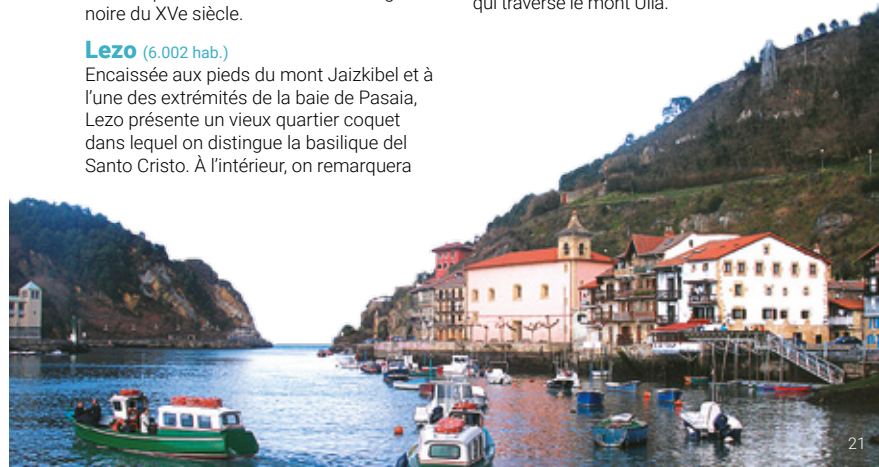 noire du XVe siècle.
Lezo (6.002 hab.)
Encaissée aux pieds du mont Jaizkibel et à
l'une des extrémités de la baie de Pasaia,
Lezo présente un vieux quartier coquet
dans lequel on distingue la basilique del
Santo Cristo. À l'intérieur, on remarquera
qui traverse le mont Ulia.
21